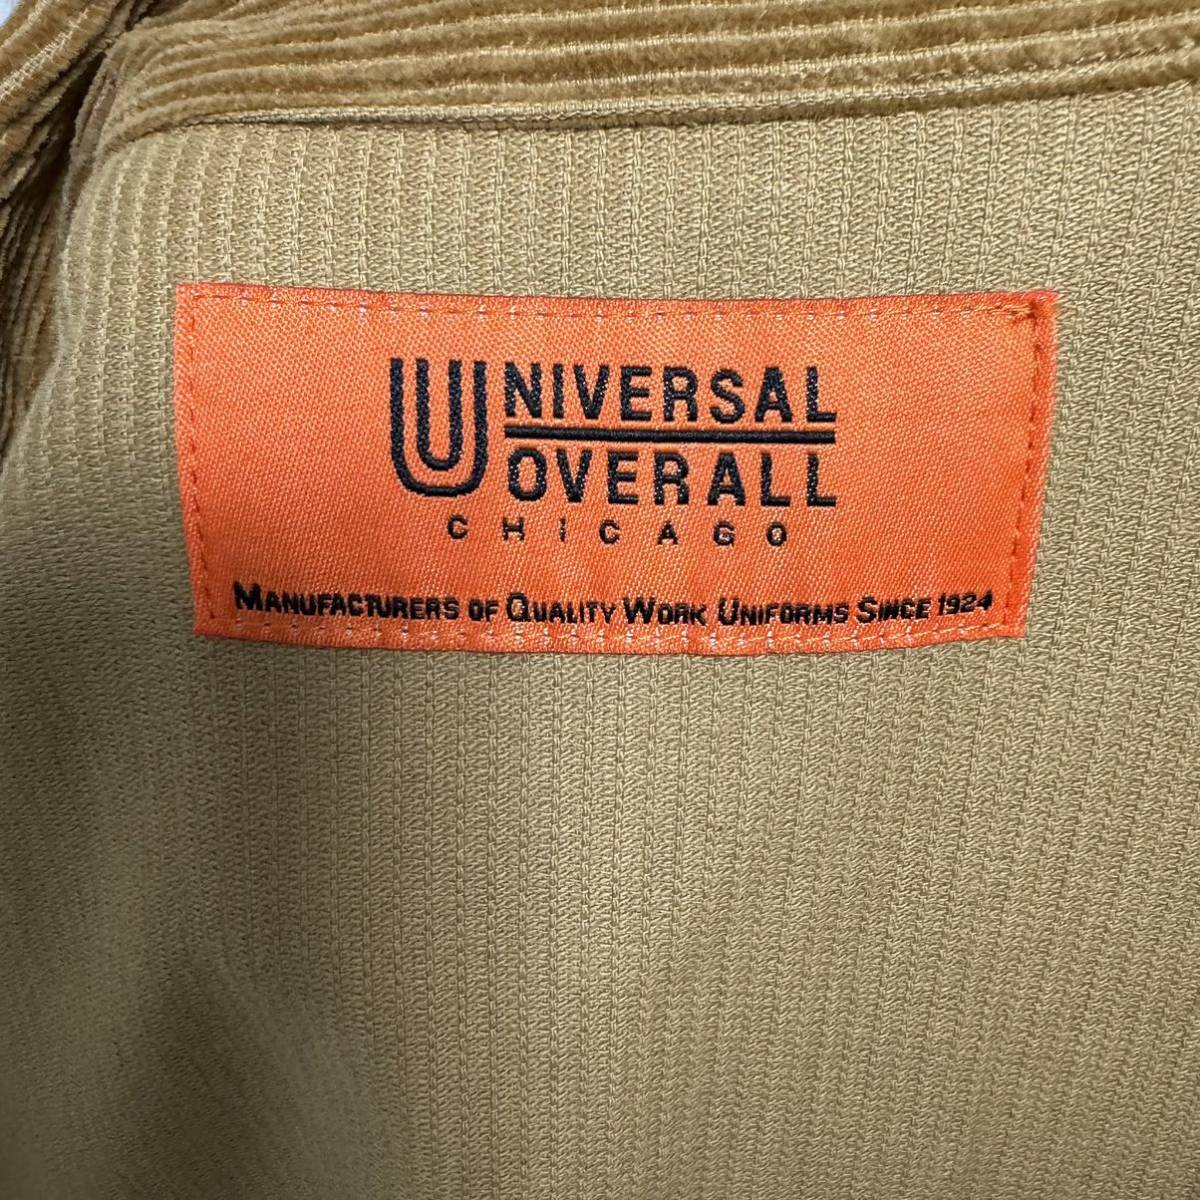 UNIVERSAL
OVERALL
CHICAGO
MANUFACTURERS OF QUALITY WORK UNIFORMS SINCE 1924